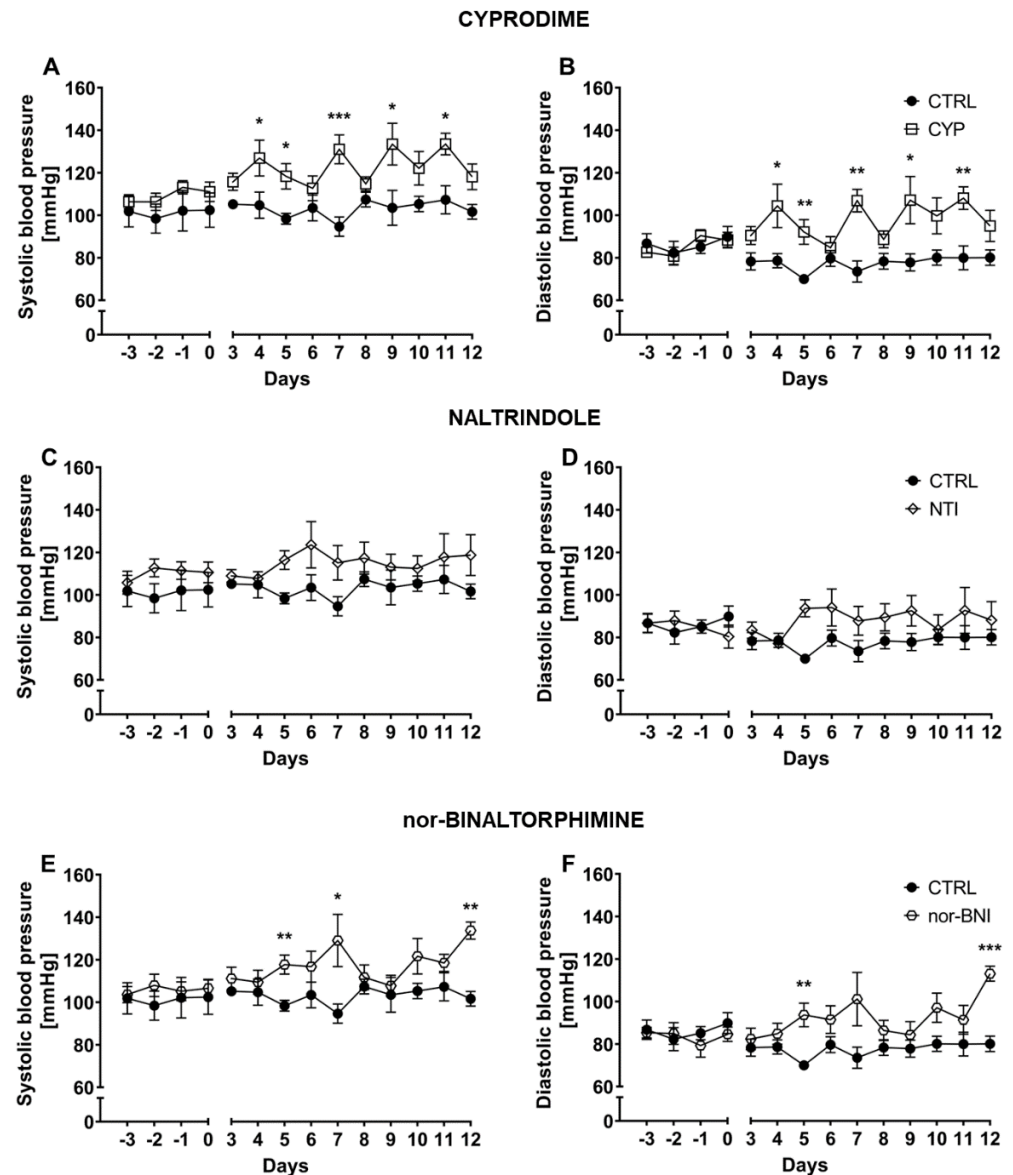 CYPRODIME
A
Systolic blood pressure
[mmHg]
160
140
120
100
80
60
0
* * *** * *
-3 -2 -1 0 3 4 5 6 7 8 9 10 11 12
Days
B
Diastolic blood pressure
[mmHg]
160
140
120
100
80
60
0
CTRL
CYP
* ** ** * **
-3 -2 -1 0 3 4 5 6 7 8 9 10 11 12
Days
NALTRINDOLE
C
Systolic blood pressure
[mmHg]
160
140
120
100
80
60
0
-3 -2 -1 0 3 4 5 6 7 8 9 10 11 12
Days
D
Diastolic blood pressure
[mmHg]
160
140
120
100
80
60
0
CTRL
NTI
-3 -2 -1 0 3 4 5 6 7 8 9 10 11 12
Days
nor-BINALTORPHIMINE
E
Systolic blood pressure
[mmHg]
160
140
120
100
80
60
0
** * **
-3 -2 -1 0 3 4 5 6 7 8 9 10 11 12
Days
F
Diastolic blood pressure
[mmHg]
160
140
120
100
80
60
0
CTRL
nor-BNI
** ***
-3 -2 -1 0 3 4 5 6 7 8 9 10 11 12
Days